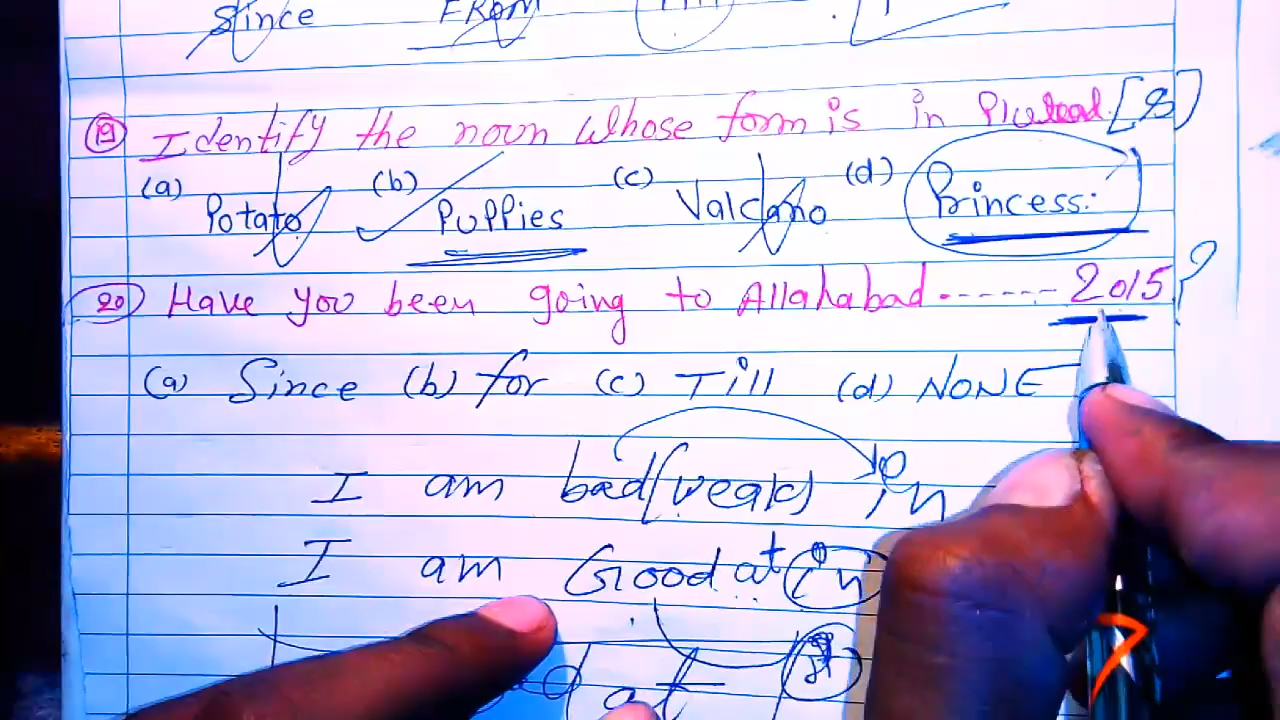 Since FROM
19 Identify the noun whose form is in Plural [S]
(a) Potato (b) Puppies (c) Valcano (d) Princess:
20 Have you been going to Allahabad ------ 2015?
(a) Since (b) for (c) Till (d) NONE
I am bad (weak) in
I am Good at in
at